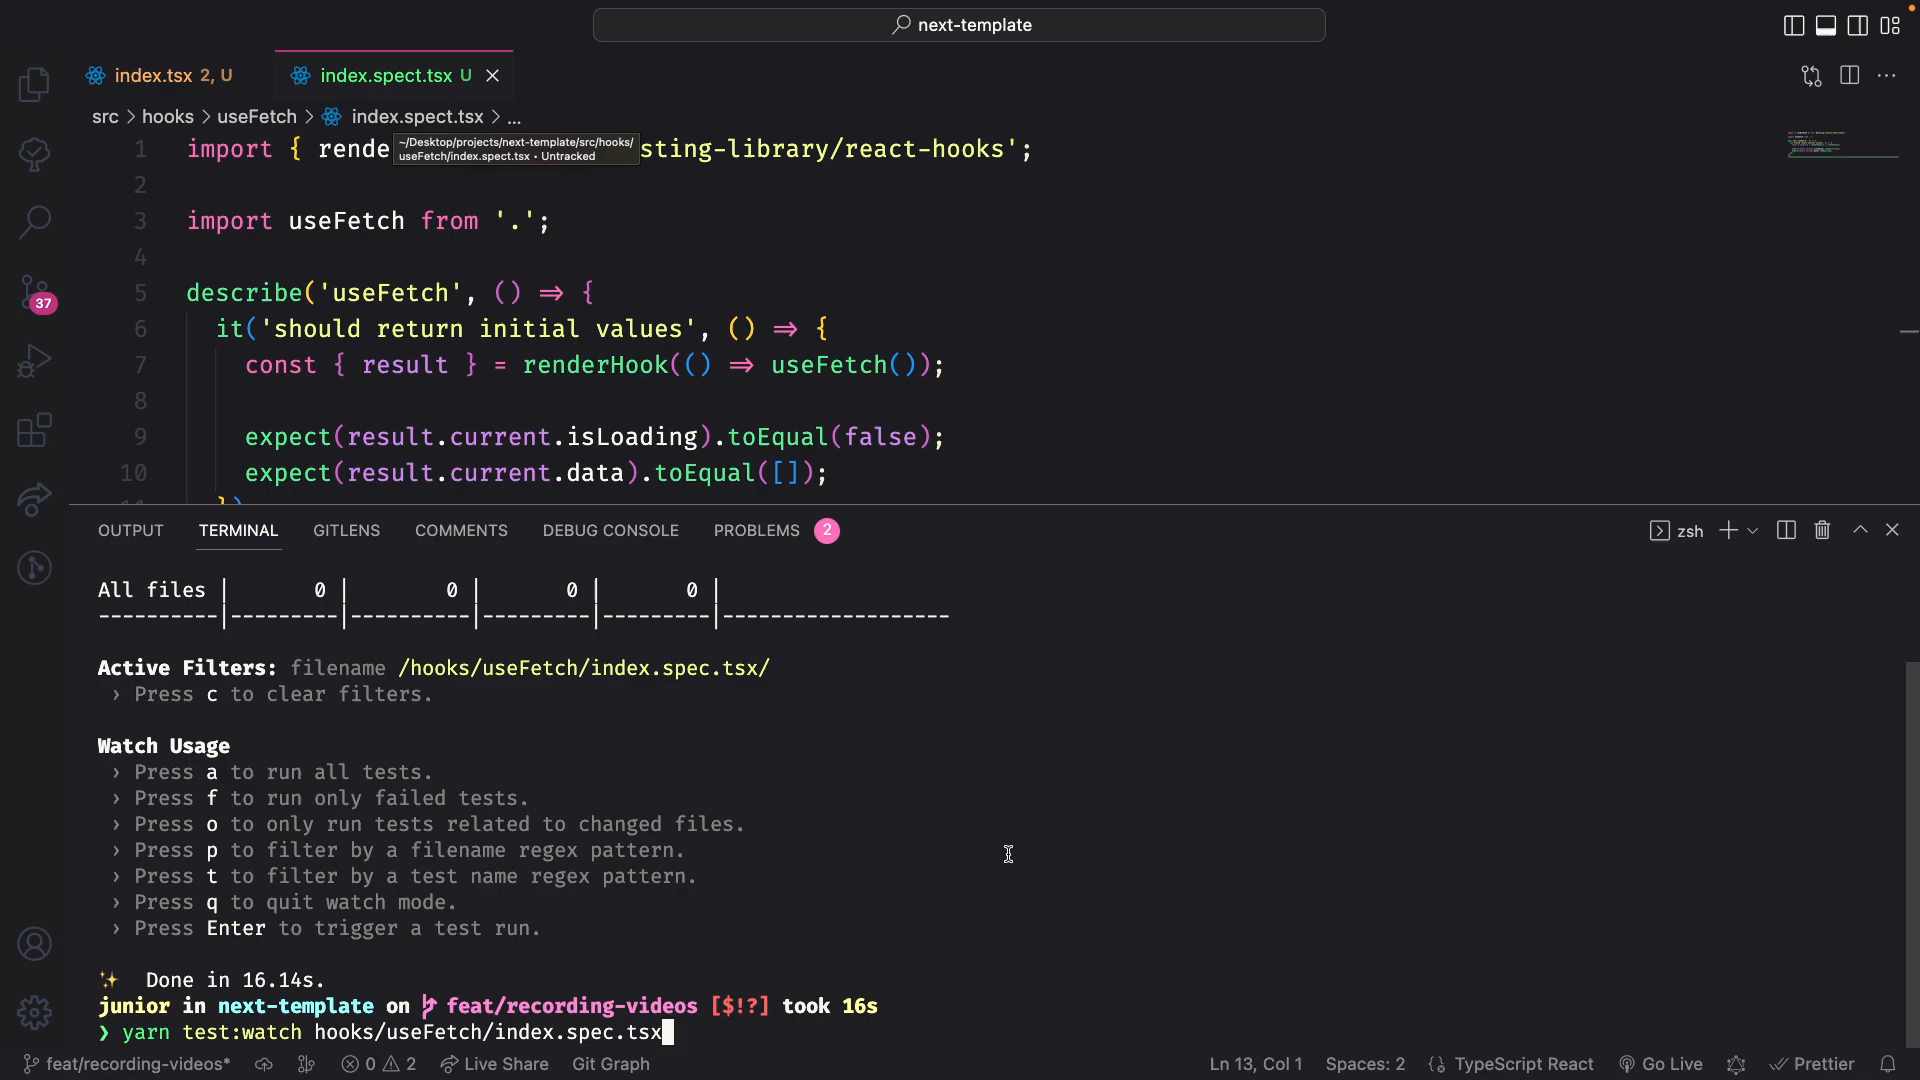 next-template
index.tsx 2, U
index.spect.tsx U
src > hooks > useFetch > index.spect.tsx > ...
1 import { rende
sting-library/react-hooks';
~/Desktop/projects/next-template/src/hooks/
useFetch/index.spect.tsx • Untracked
2
3 import useFetch from '.';
4
5 describe('useFetch', () ⇒ {
6 it('should return initial values', () ⇒ {
7 const { result } = renderHook(() ⇒ useFetch());
8
9 expect(result.current.isLoading).toEqual(false);
10 expect(result.current.data).toEqual([]);
37
OUTPUT TERMINAL GITLENS COMMENTS DEBUG CONSOLE PROBLEMS 2
zsh
All files | 0 | 0 | 0 | 0 |
----------|---------|----------|---------|---------|-------------------
Active Filters: filename /hooks/useFetch/index.spec.tsx/
› Press c to clear filters.
Watch Usage
› Press a to run all tests.
› Press f to run only failed tests.
› Press o to only run tests related to changed files.
› Press p to filter by a filename regex pattern.
› Press t to filter by a test name regex pattern.
› Press q to quit watch mode.
› Press Enter to trigger a test run.
✨ Done in 16.14s.
junior in next-template on feat/recording-videos [$!?] took 16s
❯ yarn test:watch hooks/useFetch/index.spec.tsx
feat/recording-videos* 0 2 Live Share Git Graph Ln 13, Col 1 Spaces: 2 {} TypeScript React Go Live Prettier